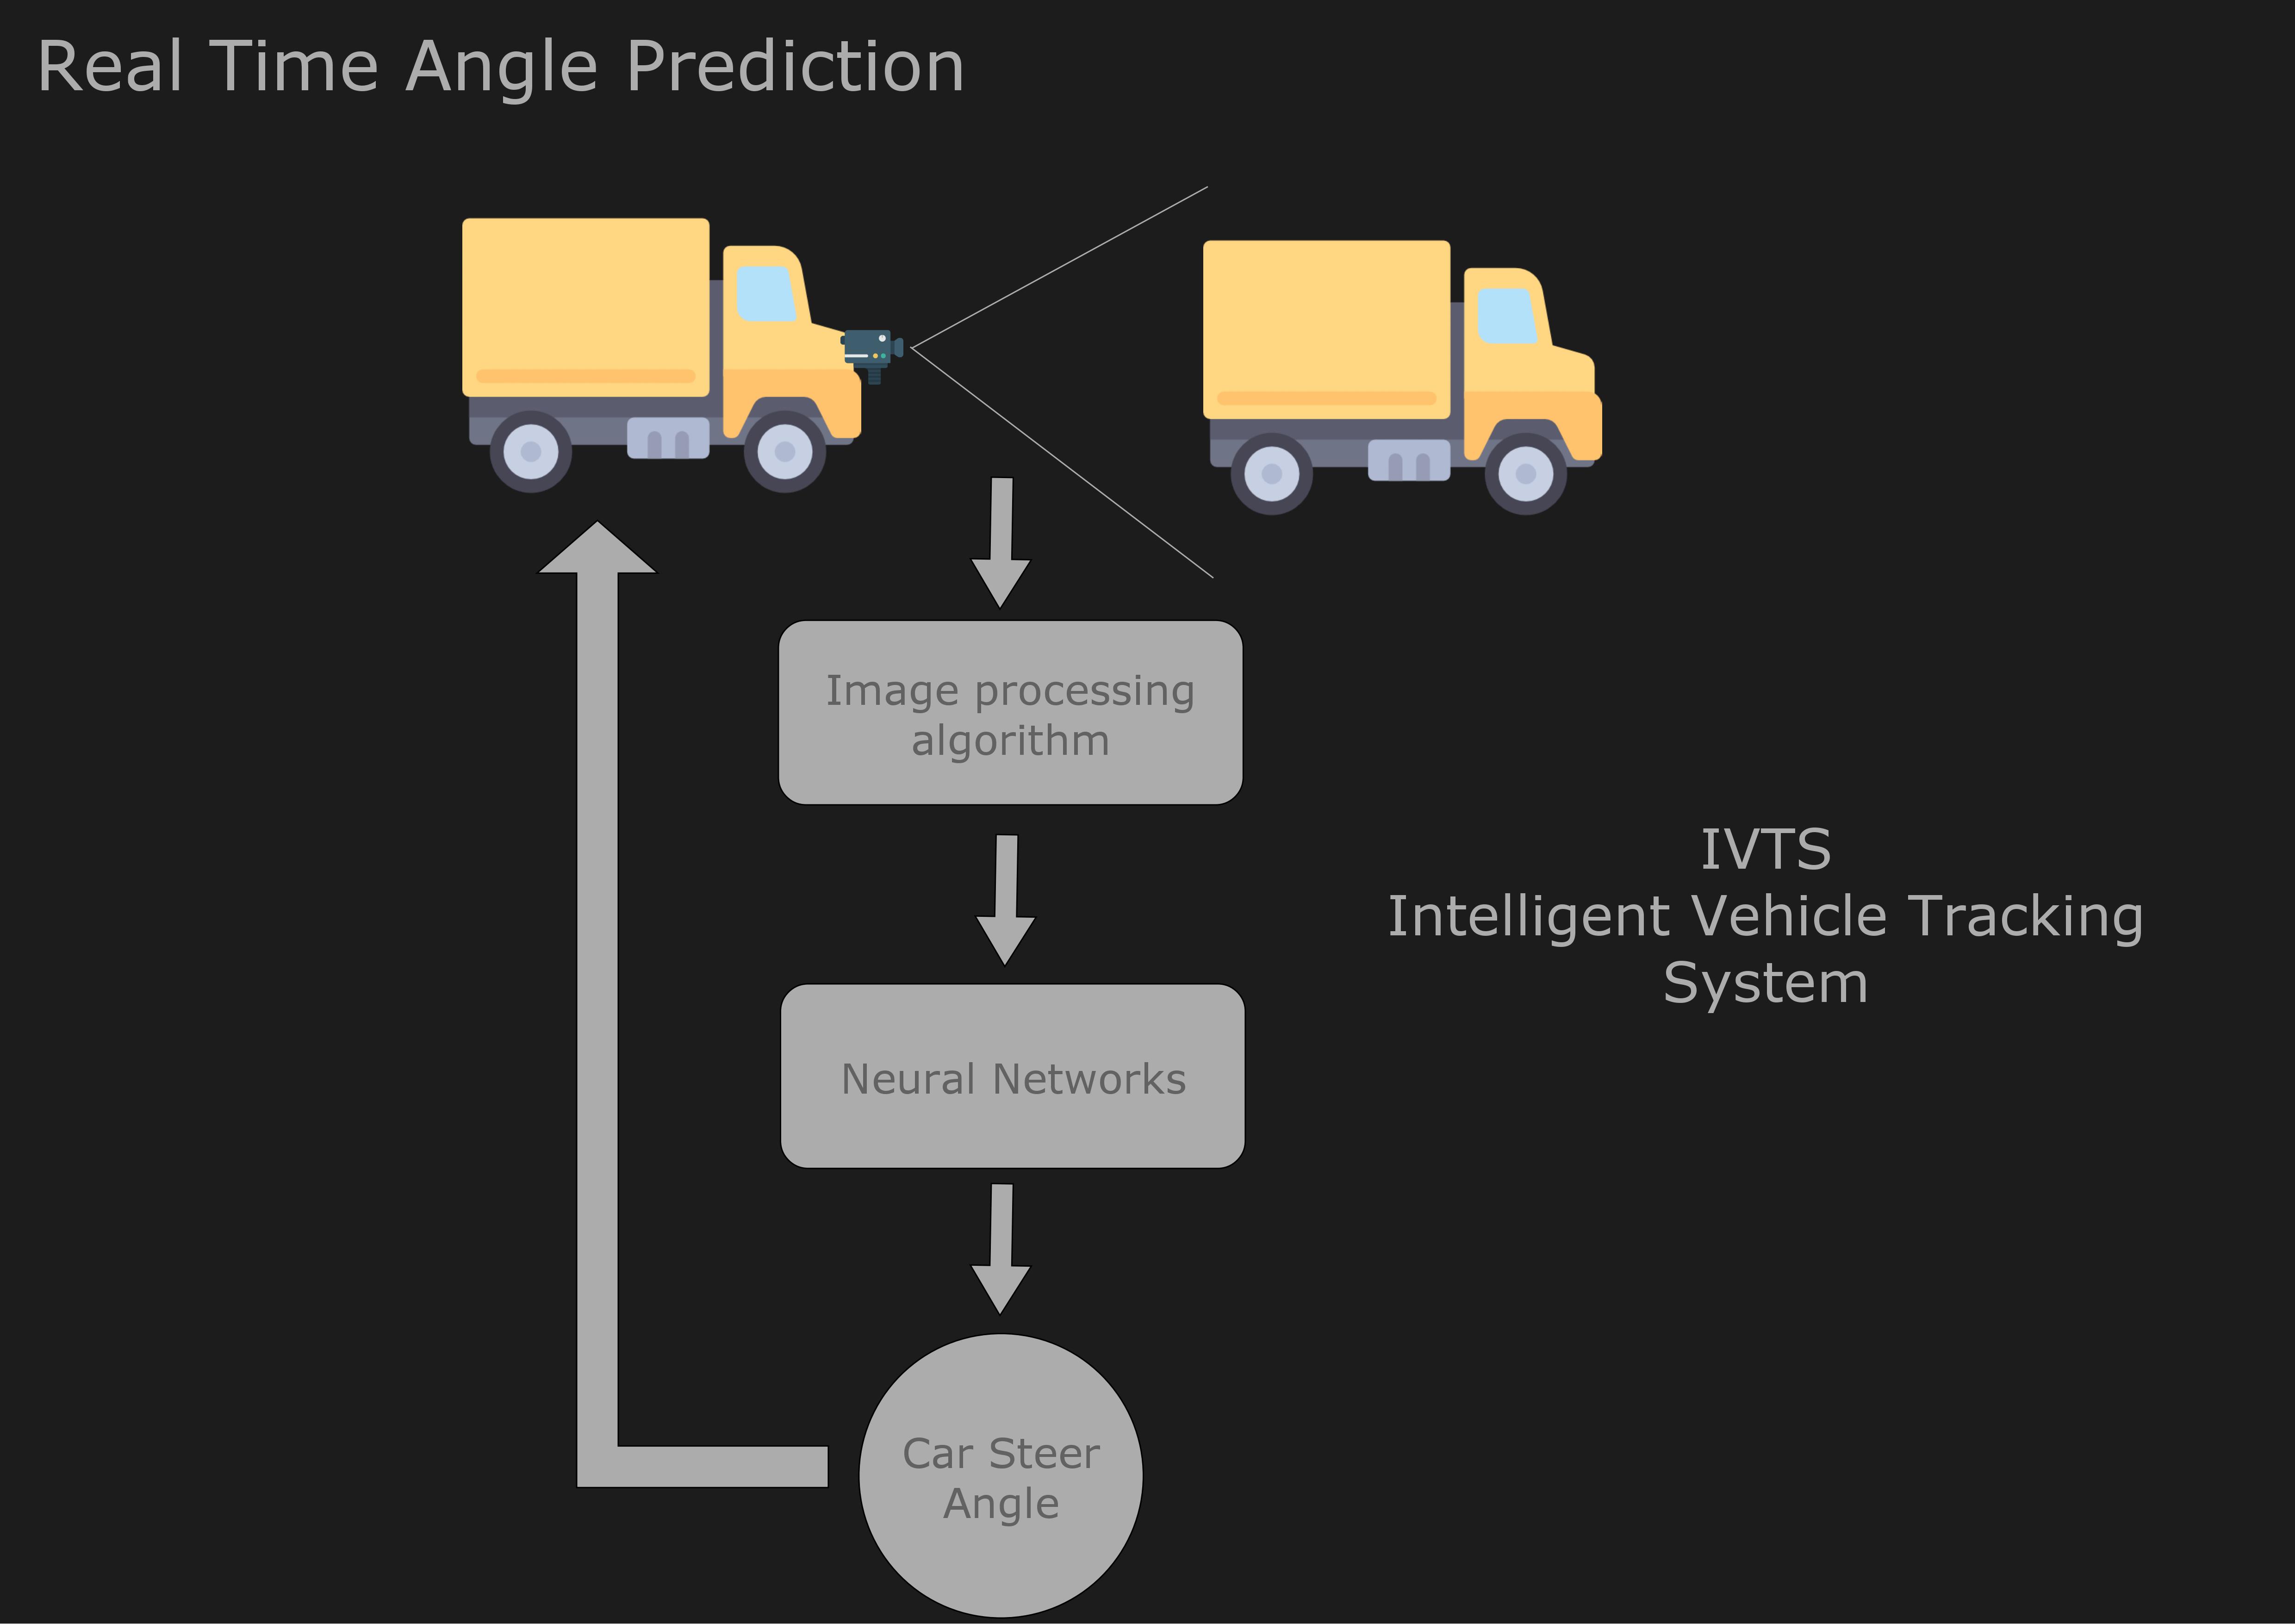 Real Time Angle Prediction
Image processing
algorithm
IVTS
Intelligent Vehicle Tracking
System
Neural Networks
Car Steer
Angle